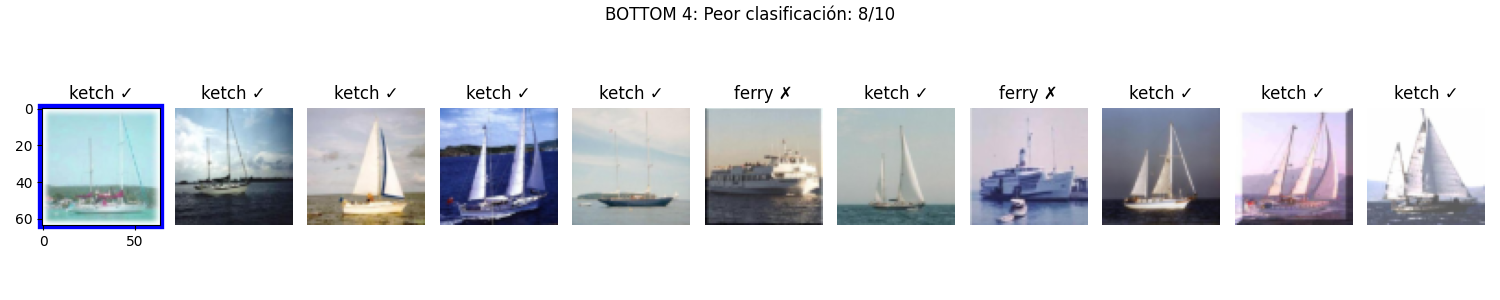 BOTTOM 4: Peor clasificación: 8/10
ketch ✓ ketch ✓ ketch ✓ ketch ✓ ketch ✓ ferry ✗ ketch ✓ ferry ✗ ketch ✓ ketch ✓ ketch ✓
0
20
40
60
0 50